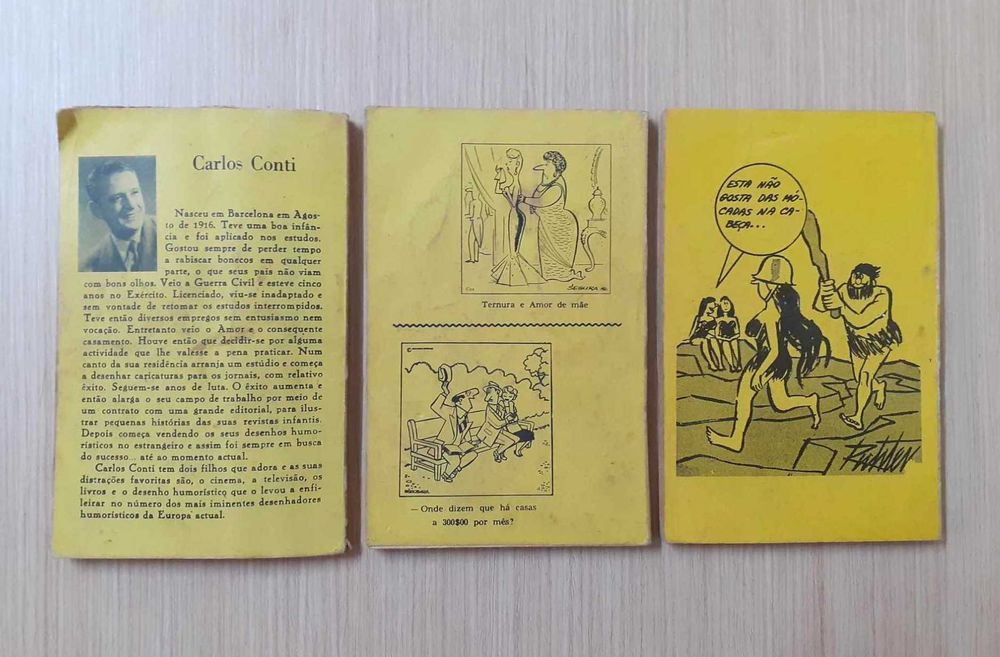 Carlos Conti
Nasceu em Barcelona em Agos-
to de 1916. Teve uma boa infân-
cia e foi aplicado nos estudos.
Gostou sempre de perder tempo
a rabiscar bonecos em qualquer
parte, o que seus pais não viam
com bons olhos. Veio a Guerra Civil e esteve cinco
anos no Exército. Licenciado, viu-se inadaptado e
sem vontade de retomar os estudos interrompidos.
Teve então diversos empregos sem entusiasmo nem
vocação. Entretanto veio o Amor e o consequente
casamento. Houve então que decidir-se por alguma
actividade que lhe valesse a pena praticar. Num
canto da sua residência arranja um estúdio e começa
a desenhar caricaturas para os jornais, com relativo
êxito. Seguem-se anos de luta. O êxito aumenta e
então alarga o seu campo de trabalho por meio de
um contrato com uma grande editorial, para ilus-
trar pequenas histórias das suas revistas infantis.
Depois começa vendendo os seus desenhos humo-
rísticos no estrangeiro e assim foi sempre em busca
do sucesso... até ao momento actual.
Carlos Conti tem dois filhos que adora e as suas
distrações favoritas são, o cinema, a televisão, os
livros e o desenho humorístico que o levou a enfi-
leirar no número dos mais iminentes desenhadores
humorísticos da Europa actual.
SEGURA
Ternura e Amor de mãe
— Onde dizem que há casas
a 300$00 por mês?
ESTA NÃO
GOSTA DAS MÓ-
CADAS NA CA-
BEÇA...